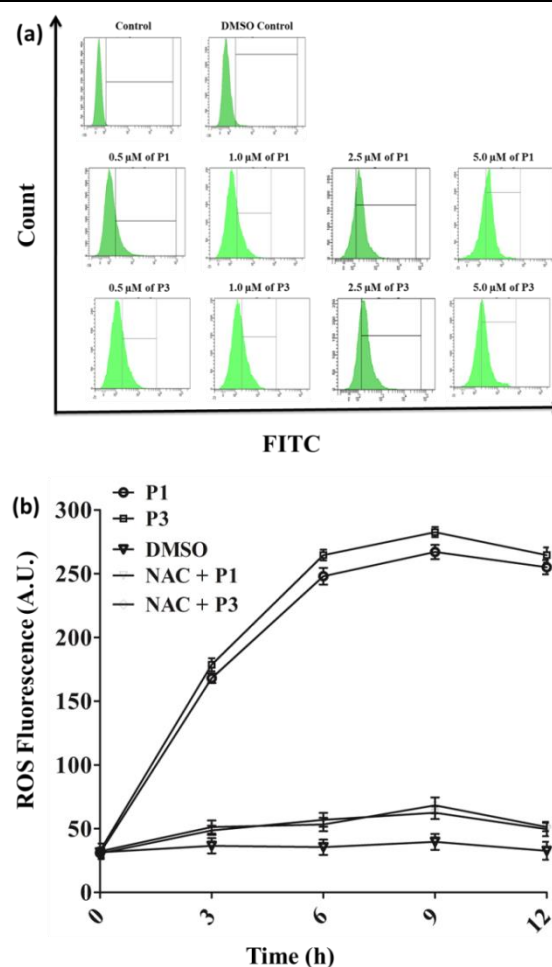 (a)
Control DMSO Control
0.5 µM of P1 1.0 µM of P1 2.5 µM of P1 5.0 µM of P1
Count
0.5 µM of P3 1.0 µM of P3 2.5 µM of P3 5.0 µM of P3
FITC
(b)
P1
P3
DMSO
NAC + P1
NAC + P3
ROS Fluorescence (A.U.)
300
250
200
150
100
50
0
0 3 6 9 12
Time (h)